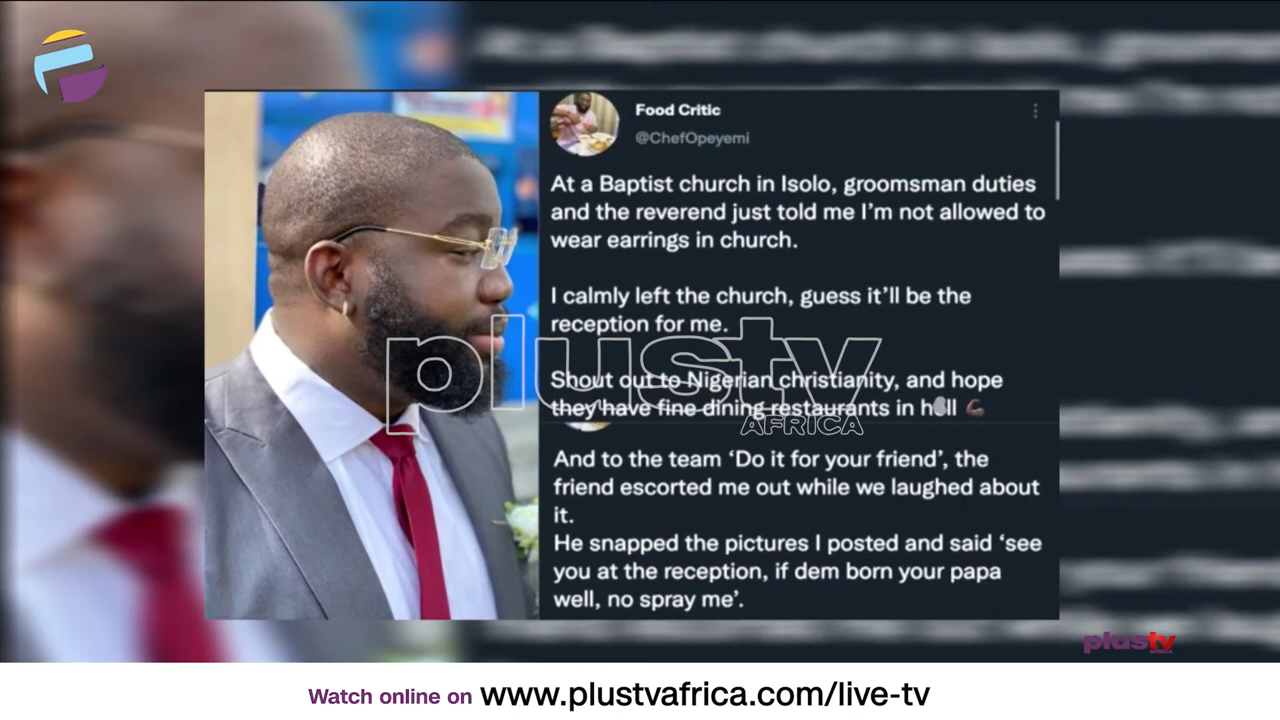 Food Critic
@ChefOpeyemi
At a Baptist church in Isolo, groomsman duties
and the reverend just told me I'm not allowed to
wear earrings in church.
I calmly left the church, guess it'll be the
reception for me.
Shout out to Nigerian christianity, and hope
they have fine dining restaurants in hell 💪🏿
And to the team 'Do it for your friend', the
friend escorted me out while we laughed about
it.
He snapped the pictures I posted and said 'see
you at the reception, if dem born your papa
well, no spray me'.
plustv
AFRICA
plustv
AFRICA
Watch online on www.plustvafrica.com/live-tv